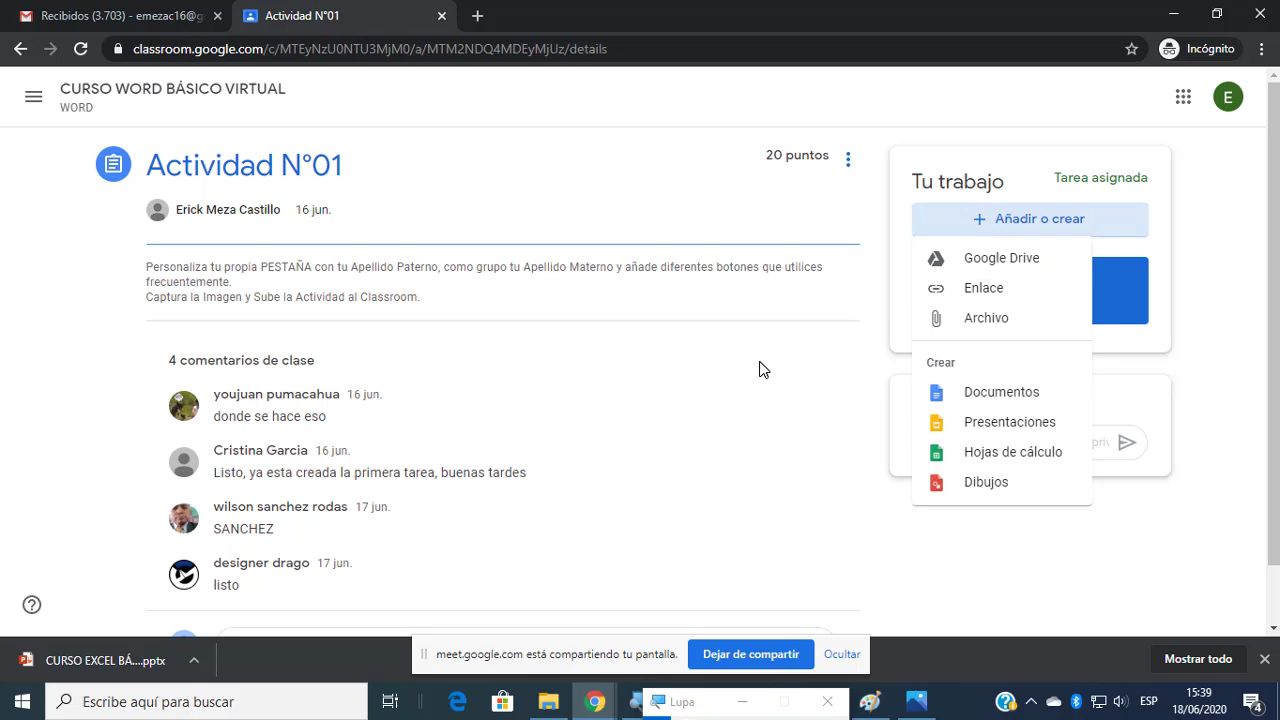 Recibidos (3.703) - emezac16@g
Actividad N°01
classroom.google.com/c/MTEyNzU0NTU3MjM0/a/MTM2NDQ4MDEyMjUz/details
Incógnito
CURSO WORD BÁSICO VIRTUAL
WORD
E
Actividad N°01
20 puntos
Erick Meza Castillo 16 jun.
Personaliza tu propia PESTAÑA con tu Apellido Paterno, como grupo tu Apellido Materno y añade diferentes botones que utilices
frecuentemente.
Captura la Imagen y Sube la Actividad al Classroom.
4 comentarios de clase
youjuan pumacahua 16 jun.
donde se hace eso
Cristina Garcia 16 jun.
Listo, ya esta creada la primera tarea, buenas tardes
wilson sanchez rodas 17 jun.
SANCHEZ
designer drago 17 jun.
listo
Tu trabajo
Tarea asignada
+ Añadir o crear
Google Drive
Enlace
Archivo
Crear
Documentos
Presentaciones
Hojas de cálculo
Dibujos
meet.google.com está compartiendo tu pantalla.
Dejar de compartir
Ocultar
CURSO EXCEL BÁ....pptx
Mostrar todo
Escribe aquí para buscar
Lupa
ESP
15:39
18/06/2020
4